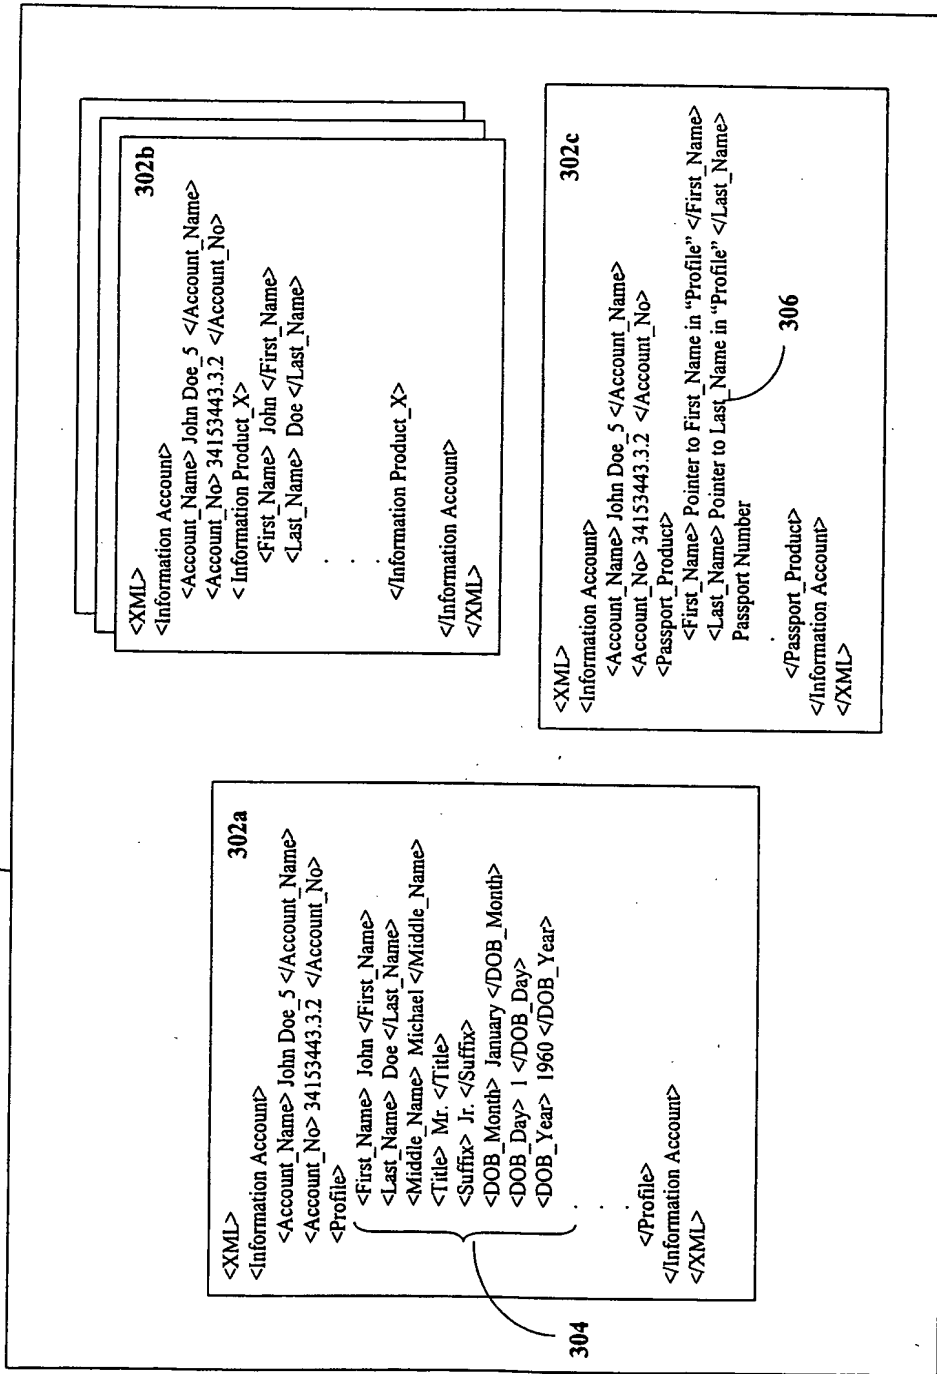 302a
<XML>
<Information Account>
<Account_Name> John Doe_5 </Account_Name>
<Account_No> 34153443.3.2 </Account_No>
<Profile>
<First_Name> John </First_Name>
<Last_Name> Doe </Last_Name>
<Middle_Name> Michael </Middle_Name>
<Title> Mr. </Title>
<Suffix> Jr. </Suffix>
<DOB_Month> January </DOB_Month>
<DOB_Day> 1 </DOB_Day>
<DOB_Year> 1960 </DOB_Year>
.
.
.
</Profile>
</Information Account>
</XML>
304
302b
<XML>
<Information Account>
<Account_Name> John Doe_5 </Account_Name>
<Account_No> 34153443.3.2 </Account_No>
< Information Product_X>
<First_Name> John </First_Name>
<Last_Name> Doe </Last_Name>
.
.
.
</Information Product_X>
</Information Account>
</XML>
302c
<XML>
<Information Account>
<Account_Name> John Doe_5 </Account_Name>
<Account_No> 34153443.3.2 </Account_No>
<Passport_Product>
<First_Name> Pointer to First_Name in “Profile” </First_Name>
<Last_Name> Pointer to Last_Name in “Profile” </Last_Name>
Passport Number
.
</Passport_Product>
</Information Account>
</XML>
306